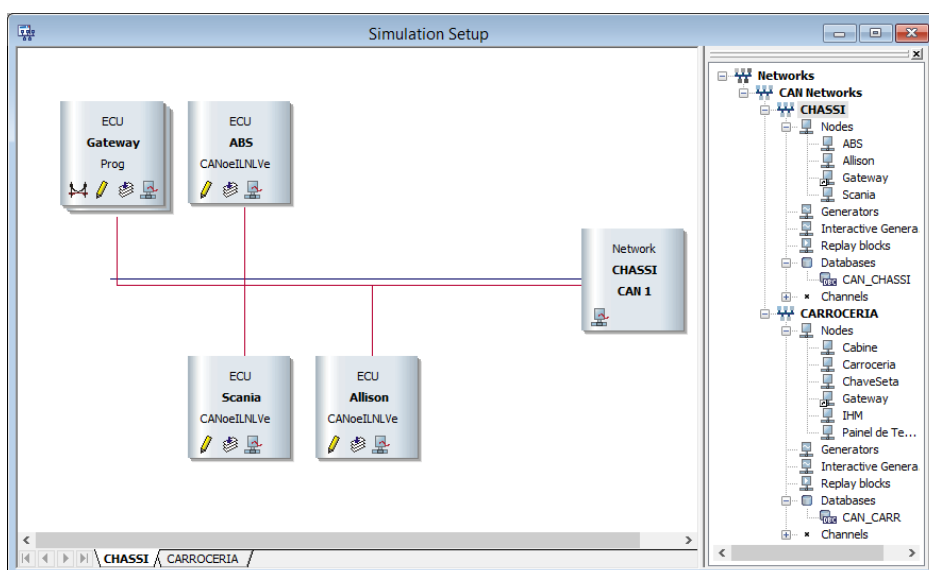 Simulation Setup
ECU
Gateway
Prog
ECU
ABS
CANoeILNLVe
Network
CHASSI
CAN 1
ECU
Scania
CANoeILNLVe
ECU
Allison
CANoeILNLVe
CHASSI
CARROCERIA
Networks
CAN Networks
CHASSI
Nodes
ABS
Allison
Gateway
Scania
Generators
Interactive Genera
Replay blocks
Databases
CAN_CHASSI
Channels
CARROCERIA
Nodes
Cabine
Carroceria
ChaveSeta
Gateway
IHM
Painel de Te...
Generators
Interactive Genera
Replay blocks
Databases
CAN_CARR
Channels